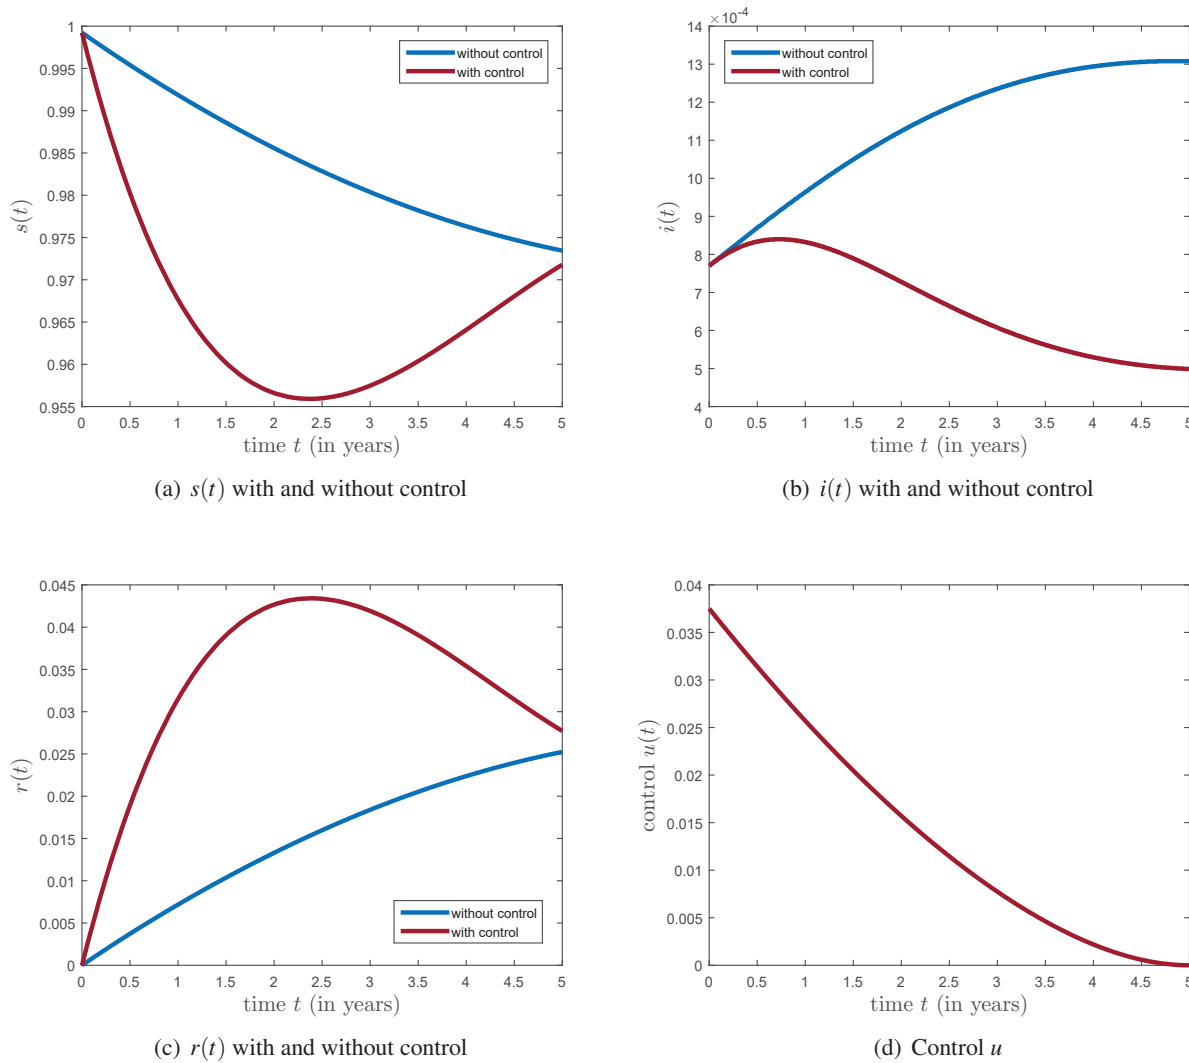 1
0.995
0.99
0.985
0.98
0.975
0.97
0.965
0.96
0.955
s(t)
without control
with control
0 0.5 1 1.5 2 2.5 3 3.5 4 4.5 5
time t (in years)
(a) s(t) with and without control
×10⁻⁴
14
13
12
11
10
9
8
7
6
5
4
i(t)
without control
with control
0 0.5 1 1.5 2 2.5 3 3.5 4 4.5 5
time t (in years)
(b) i(t) with and without control
0.045
0.04
0.035
0.03
0.025
0.02
0.015
0.01
0.005
0
r(t)
without control
with control
0 0.5 1 1.5 2 2.5 3 3.5 4 4.5 5
time t (in years)
(c) r(t) with and without control
0.04
0.035
0.03
0.025
0.02
0.015
0.01
0.005
0
control u(t)
0 0.5 1 1.5 2 2.5 3 3.5 4 4.5 5
time t (in years)
(d) Control u